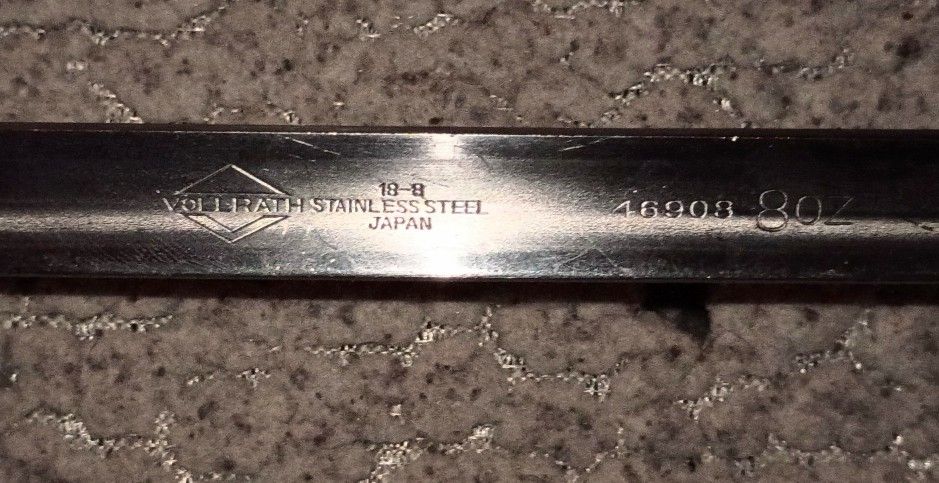 VOLLRATH
18-8
STAINLESS STEEL
JAPAN
46908 8OZ